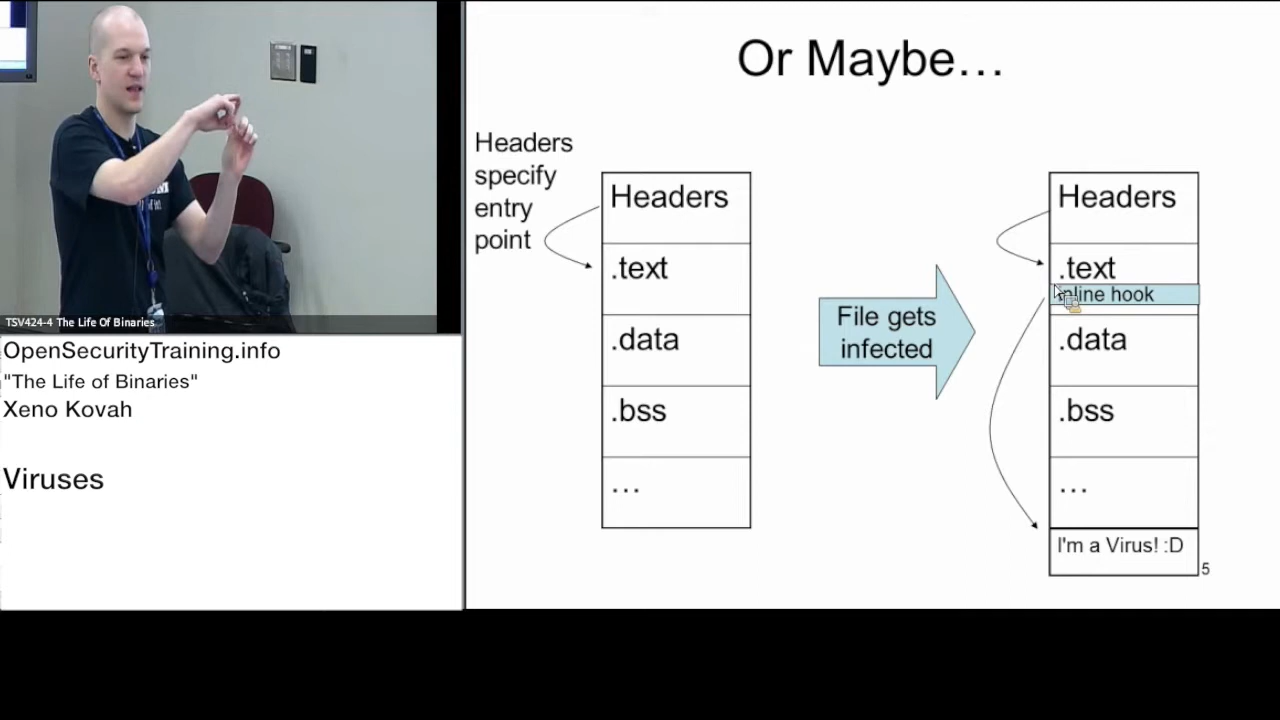 Or Maybe…
Headers
specify
entry
point
Headers
.text
.data
.bss
…
File gets
infected
Headers
.text
inline hook
.data
.bss
…
I'm a Virus! :D
5
TSV424-4 The Life Of Binaries
OpenSecurityTraining.info
"The Life of Binaries"
Xeno Kovah
Viruses